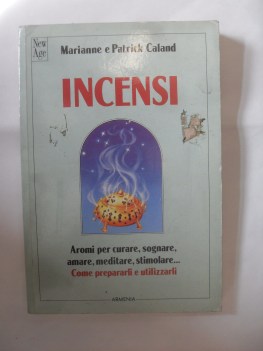 New
Age
Marianne e Patrick Caland
INCENSI
Aromi per curare, sognare,
amare, meditare, stimolare...
Come prepararli e utilizzarli
ARMENIA